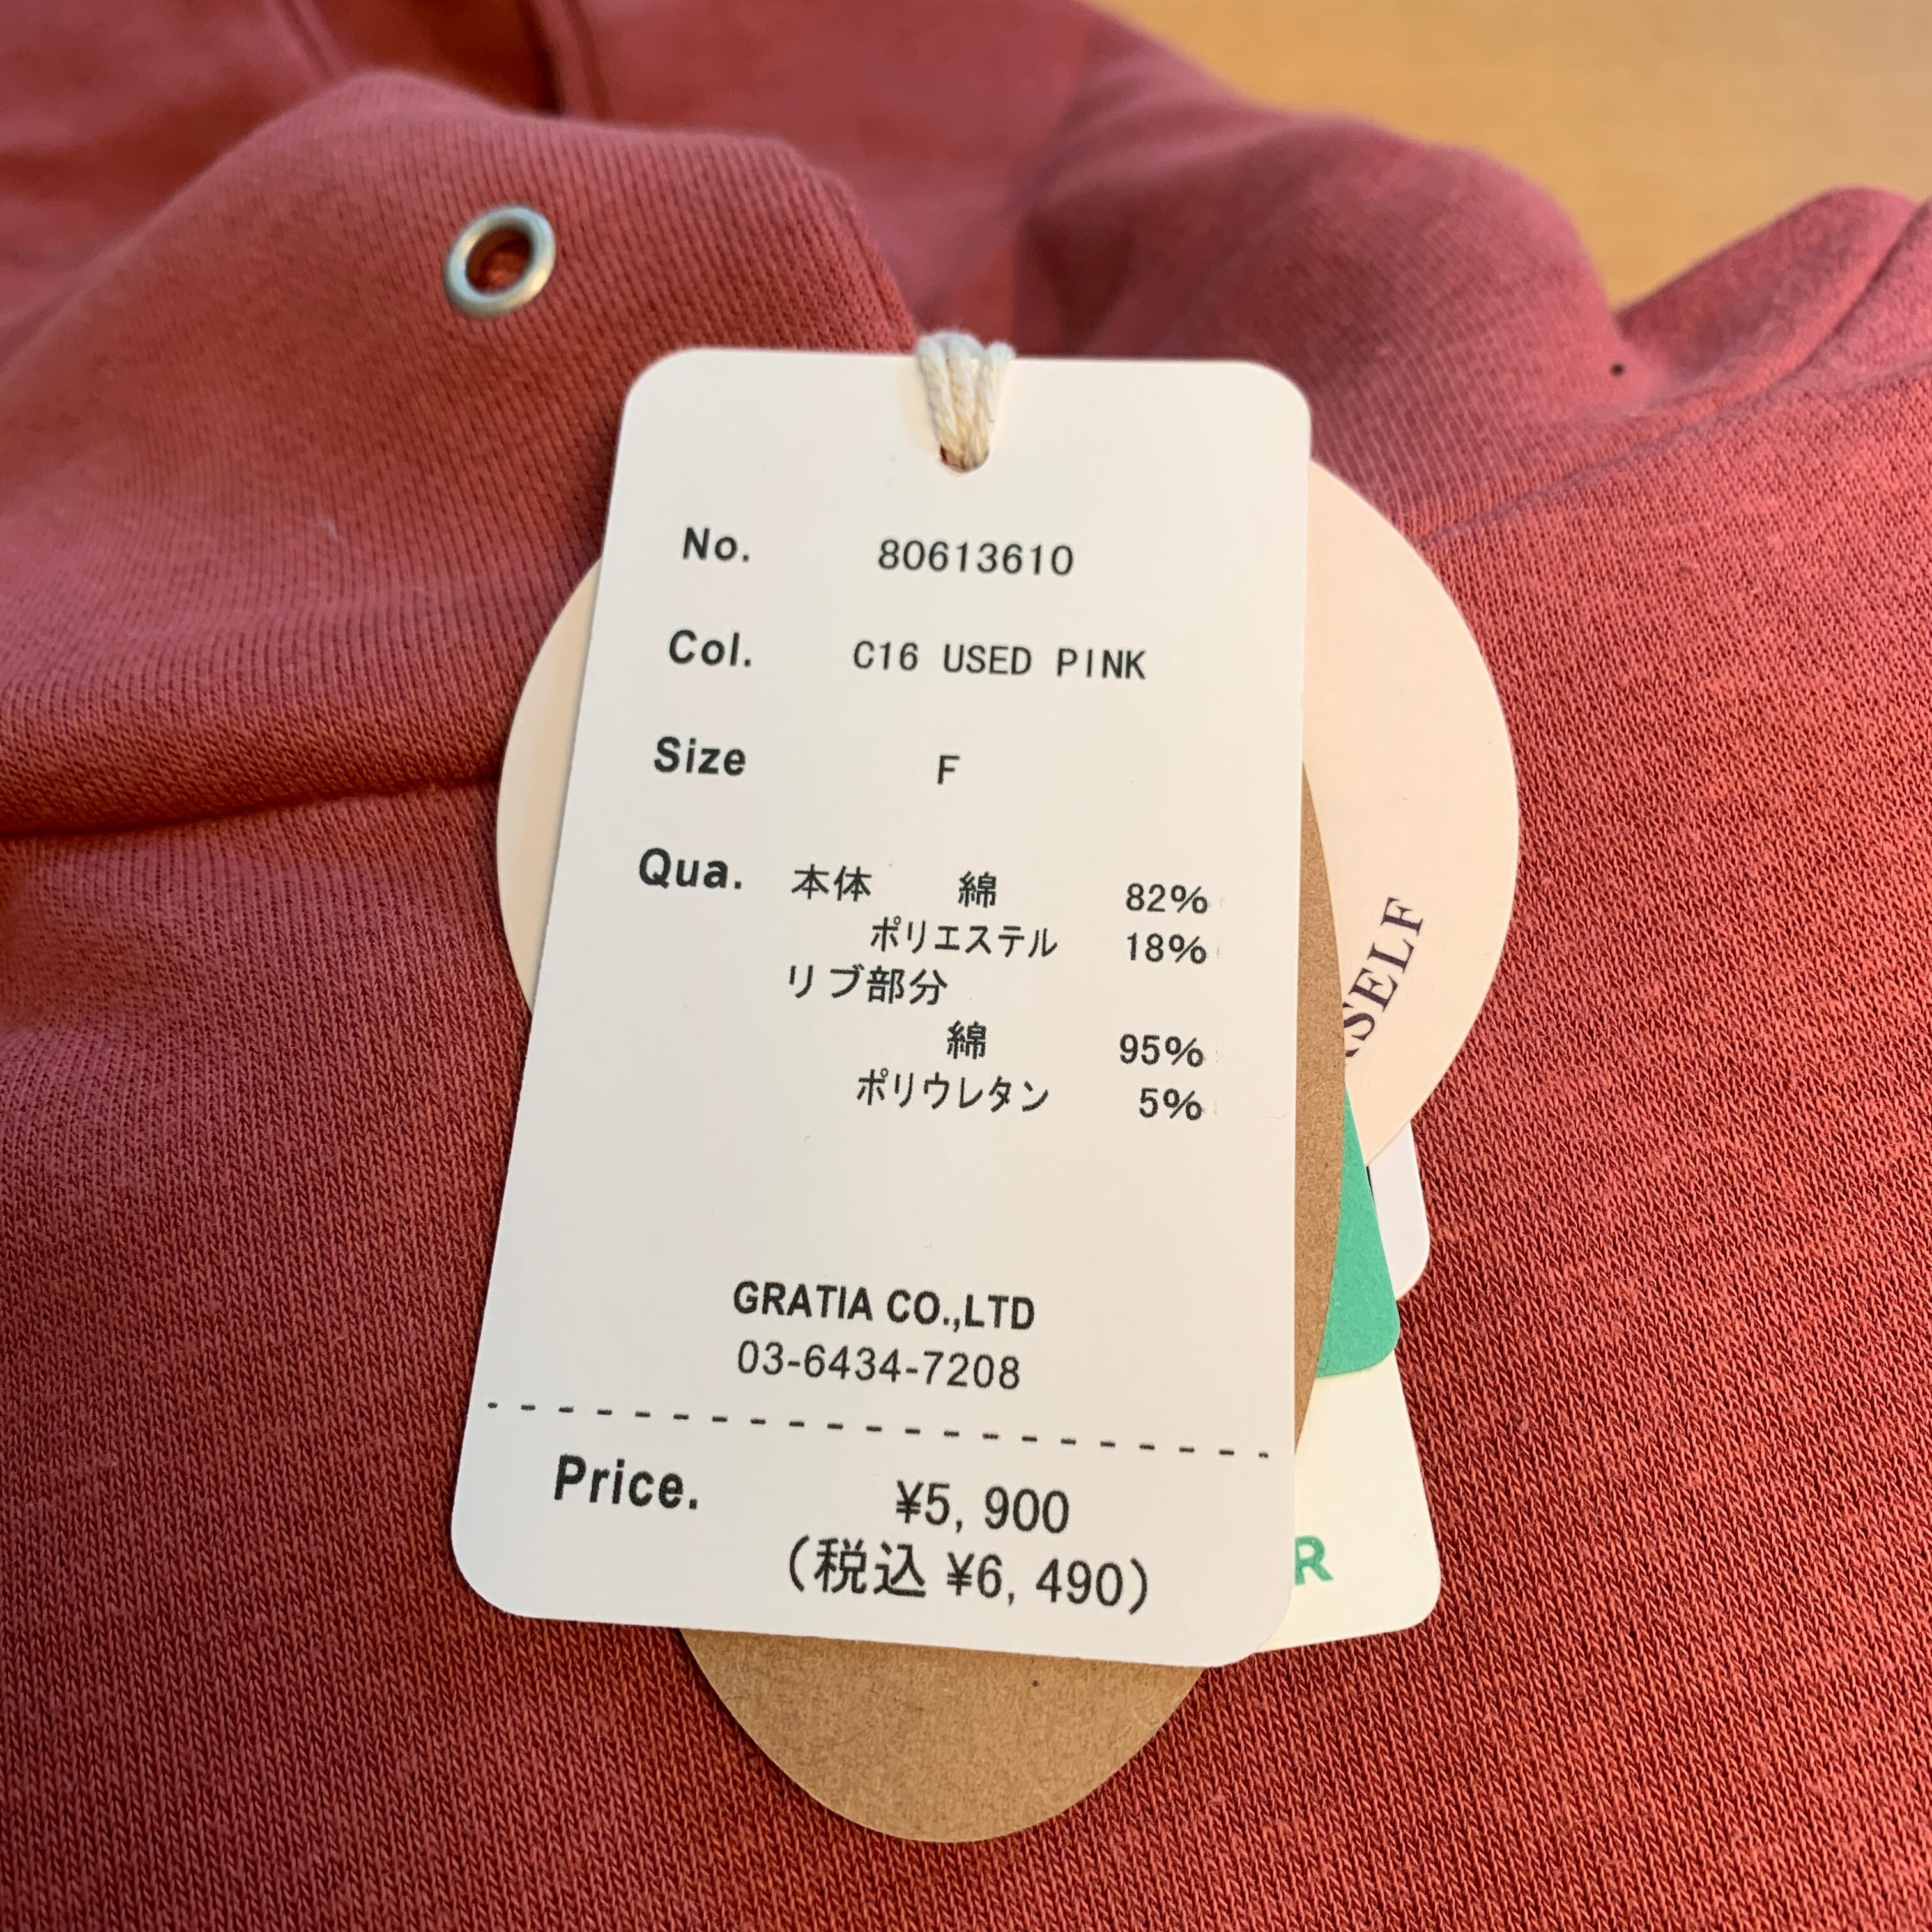 No. 80613610
Col. C16 USED PINK
Size F
Qua. 本体 綿 82%
ポリエステル 18%
リブ部分
綿 95%
ポリウレタン 5%
GRATIA CO.,LTD
03-6434-7208
Price. ¥5,900
(税込 ¥6,490)